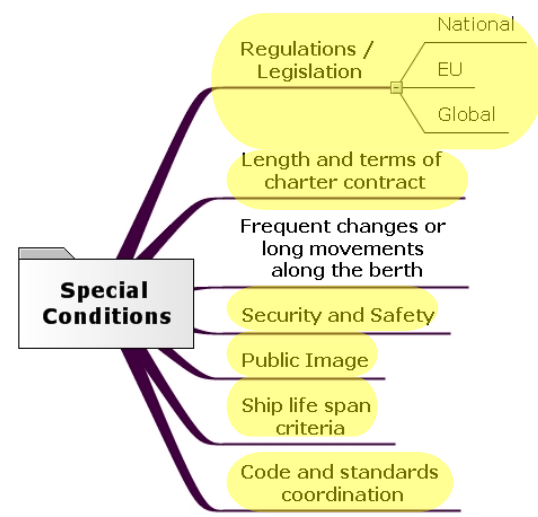 National
Regulations /
Legislation
EU
Global
Length and terms of
charter contract
Frequent changes or
long movements
along the berth
Special
Conditions
Security and Safety
Public Image
Ship life span
criteria
Code and standards
coordination